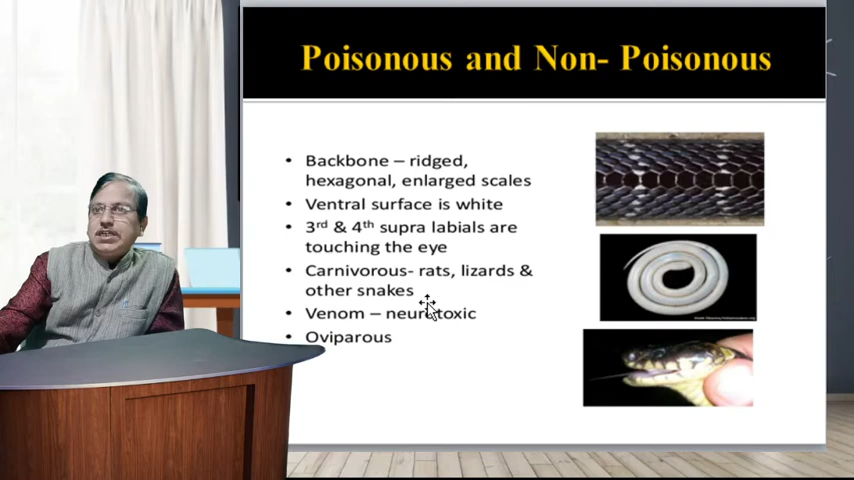 Poisonous and Non- Poisonous
• Backbone – ridged,
hexagonal, enlarged scales
• Ventral surface is white
• 3rd & 4th supra labials are
touching the eye
• Carnivorous- rats, lizards &
other snakes
• Venom – neurotoxic
• Oviparous